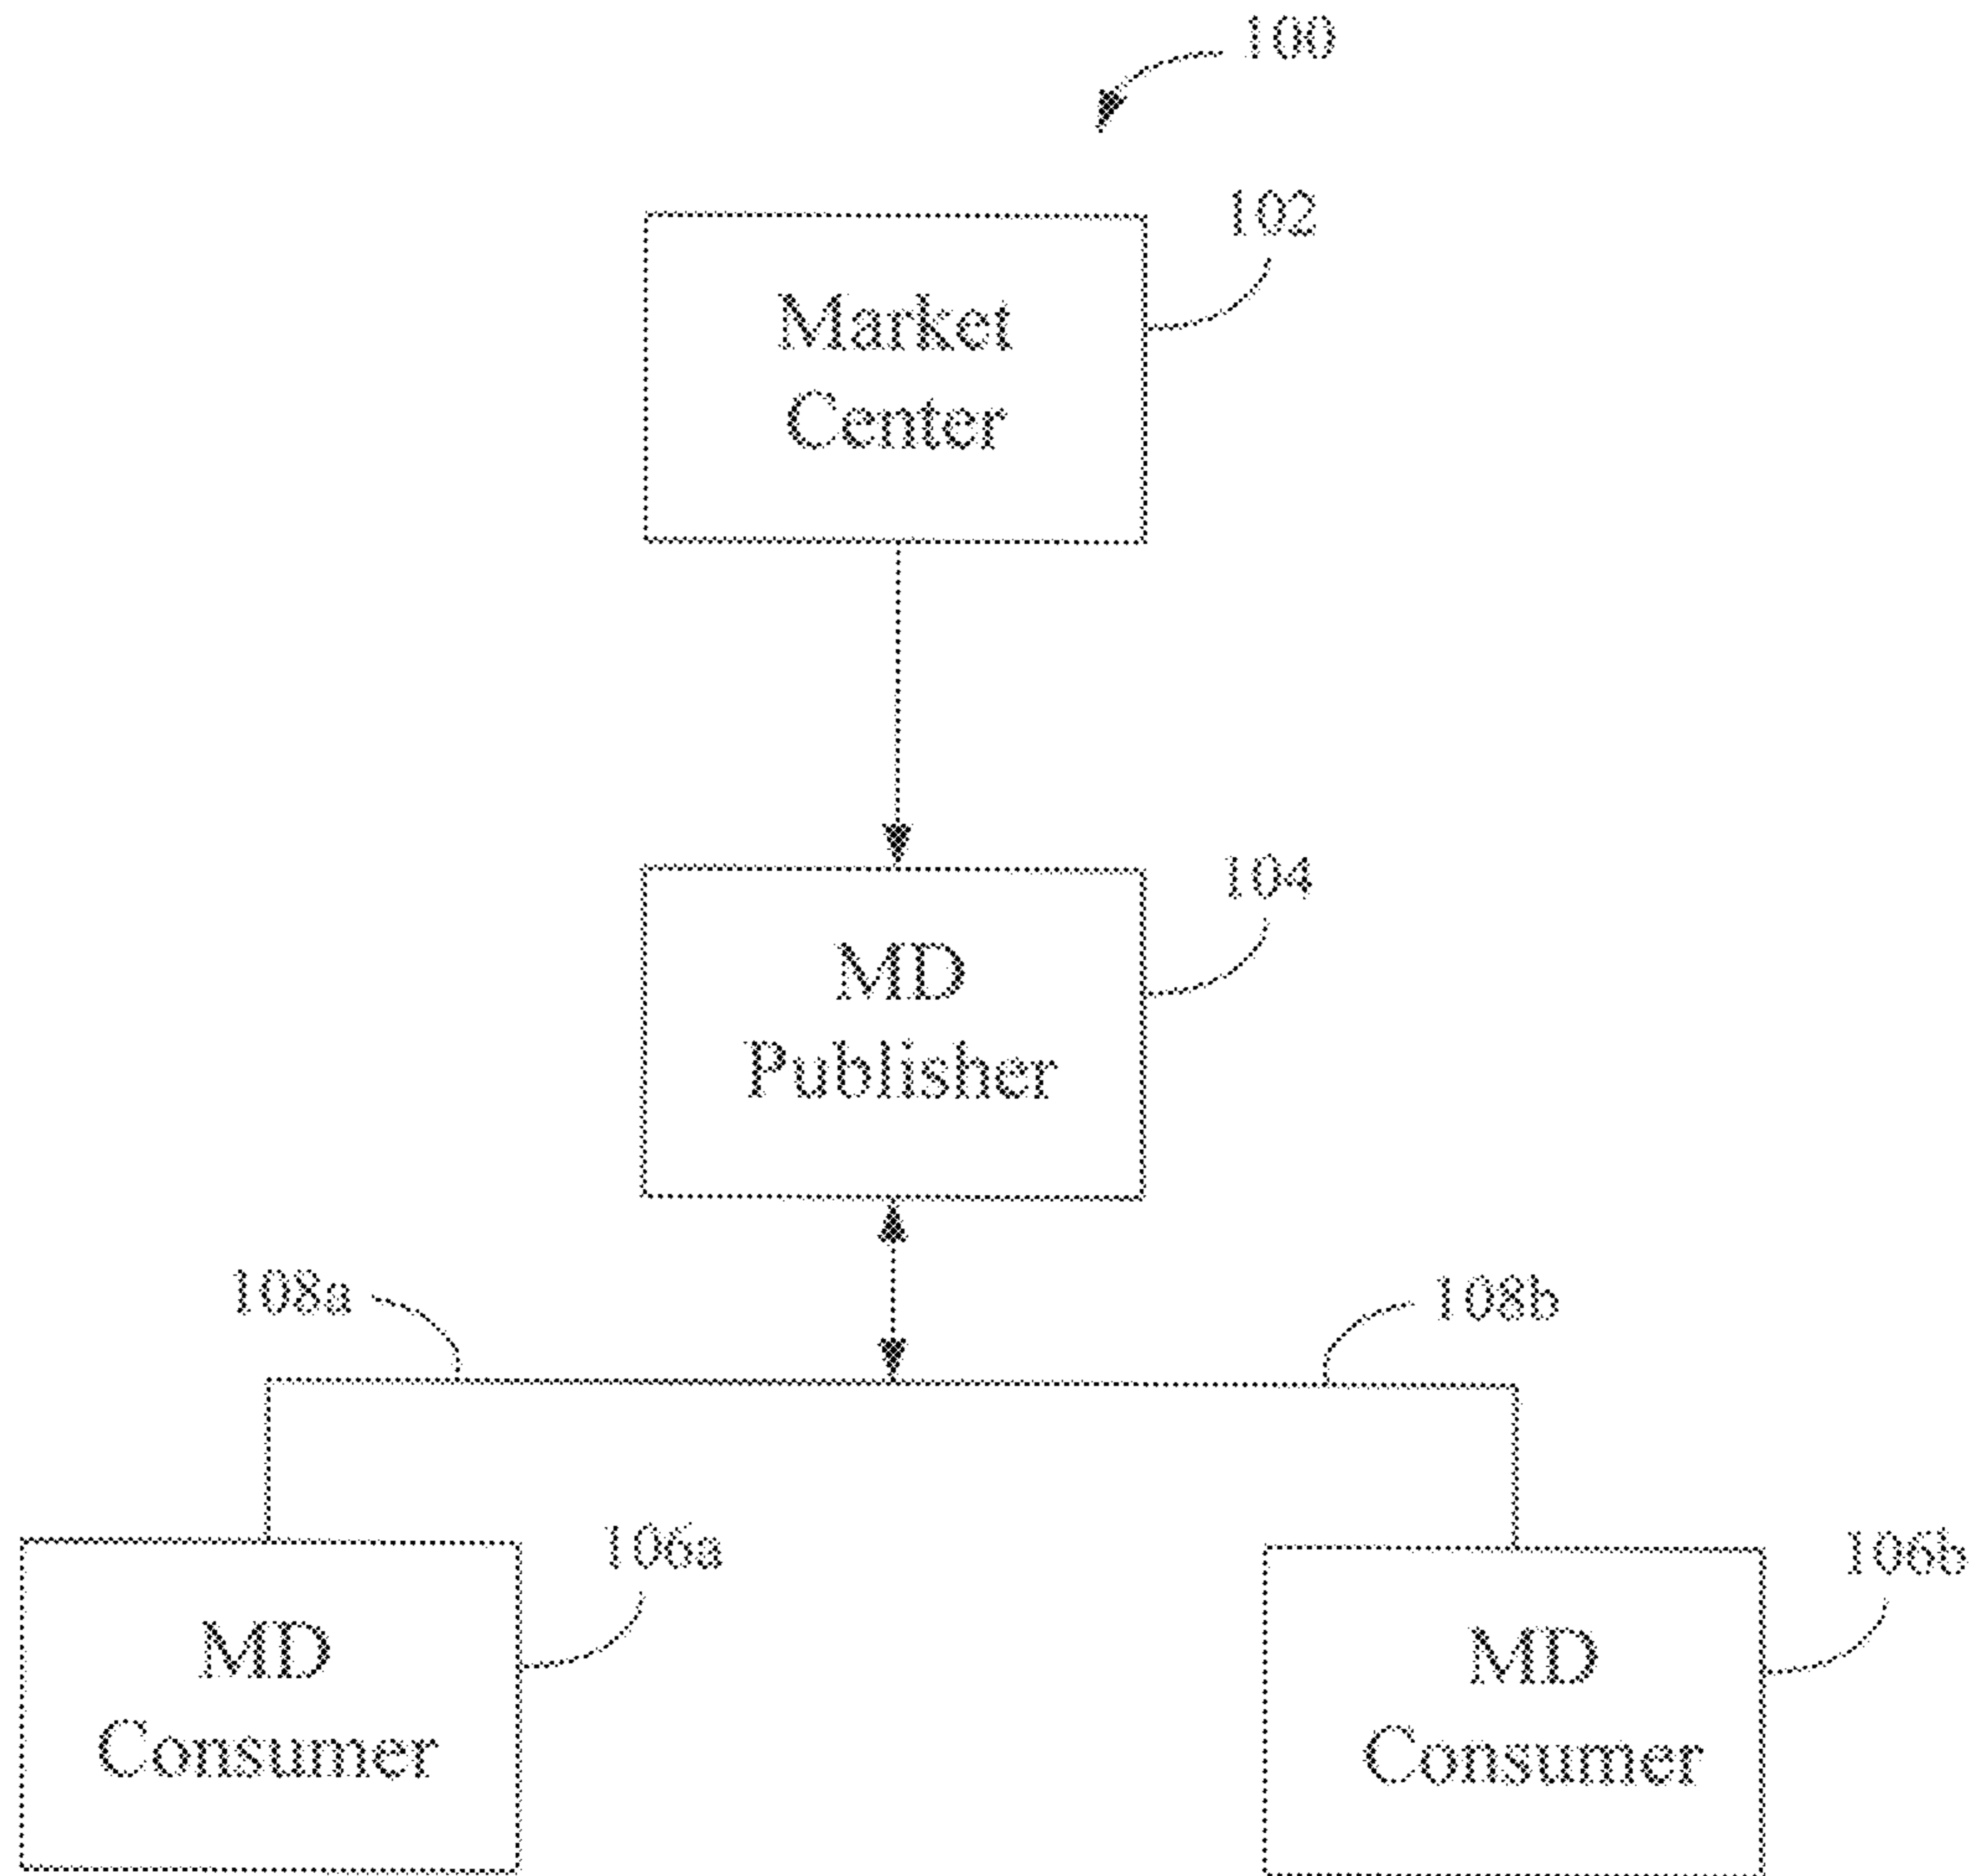 100
102
Market
Center
104
MD
Publisher
108a
108b
106a
106b
MD
Consumer
MD
Consumer